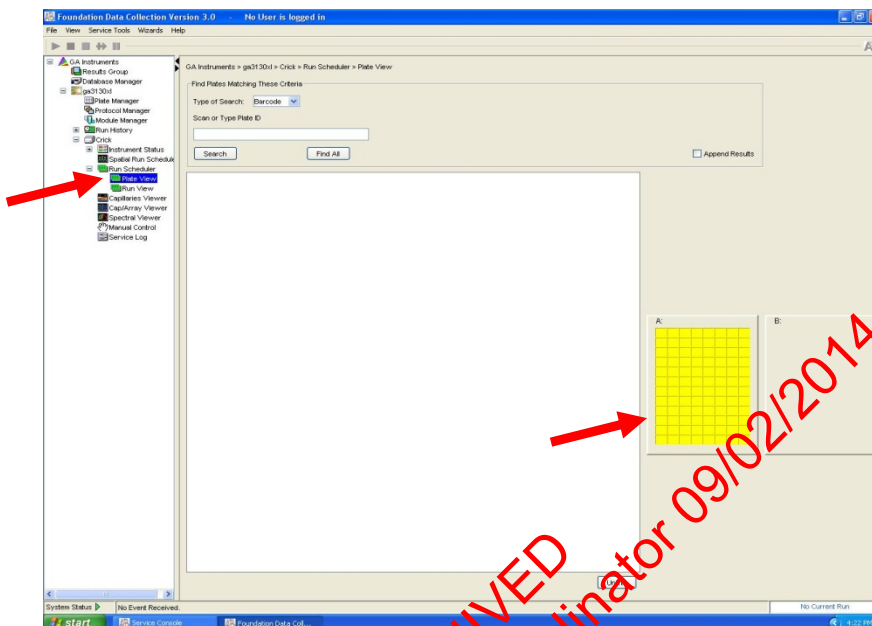 Foundation Data Collection Version 3.0 - No User is logged in
File View Service Tools Wizards Help
GA Instruments
Results Group
Database Manager
ga3130xl
Plate Manager
Protocol Manager
Module Manager
Run History
Crick
Instrument Status
Spatial Run Schedule
Run Scheduler
Plate View
Run View
Capillaries Viewer
Cap/Array Viewer
Spectral Viewer
Manual Control
Service Log
GA Instruments > ga3130xl > Crick > Run Scheduler > Plate View
Find Plates Matching These Criteria
Type of Search: Barcode
Scan or Type Plate ID
Search Find All Append Results
A: B:
System Status No Event Received. No Current Run
start Service Console Foundation Data Coll... 4:22 PM
09/02/2014